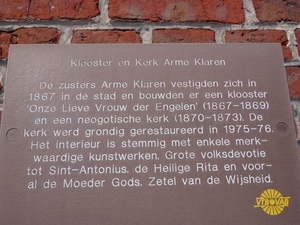 Klooster en Kerk Arme Klaren
De zusters Arme Klaren vestigden zich in
1867 in de stad en bouwden er een klooster
'Onze Lieve Vrouw der Engelen' (1867-1869)
en een neogotische kerk (1870-1873). De
kerk werd grondig gerestaureerd in 1975-76.
Het interieur is stemmig met enkele merk-
waardige kunstwerken. Grote volksdevotie
tot Sint-Antonius, de Heilige Rita en voor-
al de Moeder Gods, Zetel van de Wijsheid.
VTBOVAB